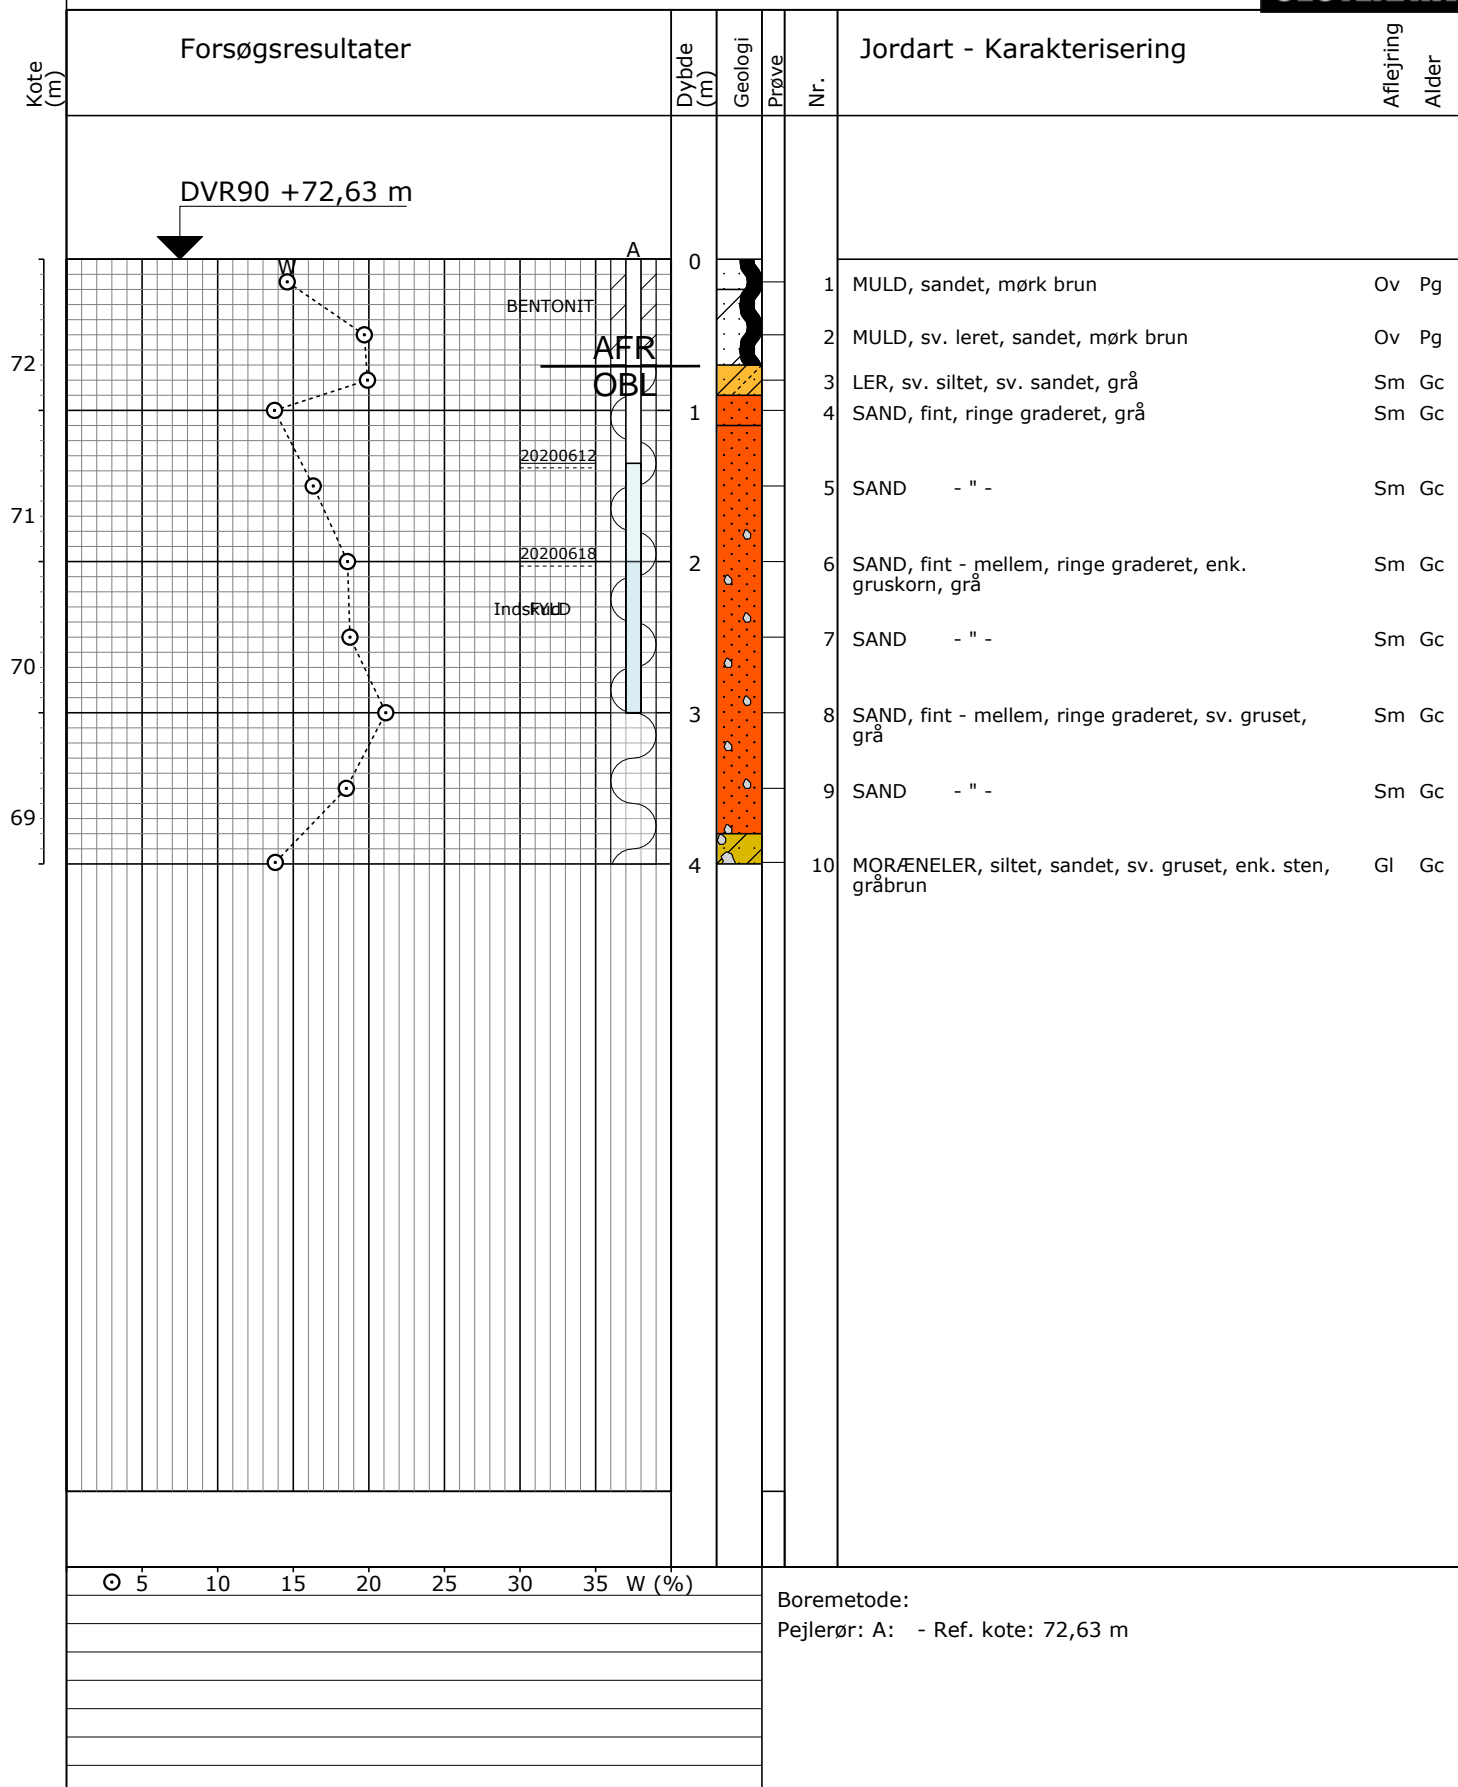 Kote
(m)
Forsøgsresultater
Dybde
(m)
Geologi
Prøve
Nr.
Jordart - Karakterisering
Aflejring
Alder
DVR90 +72,63 m
A
W
0
BENTONIT
1 MULD, sandet, mørk brun Ov Pg
2 MULD, sv. leret, sandet, mørk brun Ov Pg
AFR
72
OBL
3 LER, sv. siltet, sv. sandet, grå Sm Gc
1
4 SAND, fint, ringe graderet, grå Sm Gc
20200612
5 SAND - " - Sm Gc
71
20200618
2
6 SAND, fint - mellem, ringe graderet, enk.
gruskorn, grå
Sm Gc
Indskud
FYLD
7 SAND - " - Sm Gc
70
3
8 SAND, fint - mellem, ringe graderet, sv. gruset,
grå
Sm Gc
9 SAND - " - Sm Gc
69
4
10 MORÆNELER, siltet, sandet, sv. gruset, enk. sten,
gråbrun
Gl Gc
5 10 15 20 25 30 35 W (%)
Boremetode:
Pejlerør: A: - Ref. kote: 72,63 m